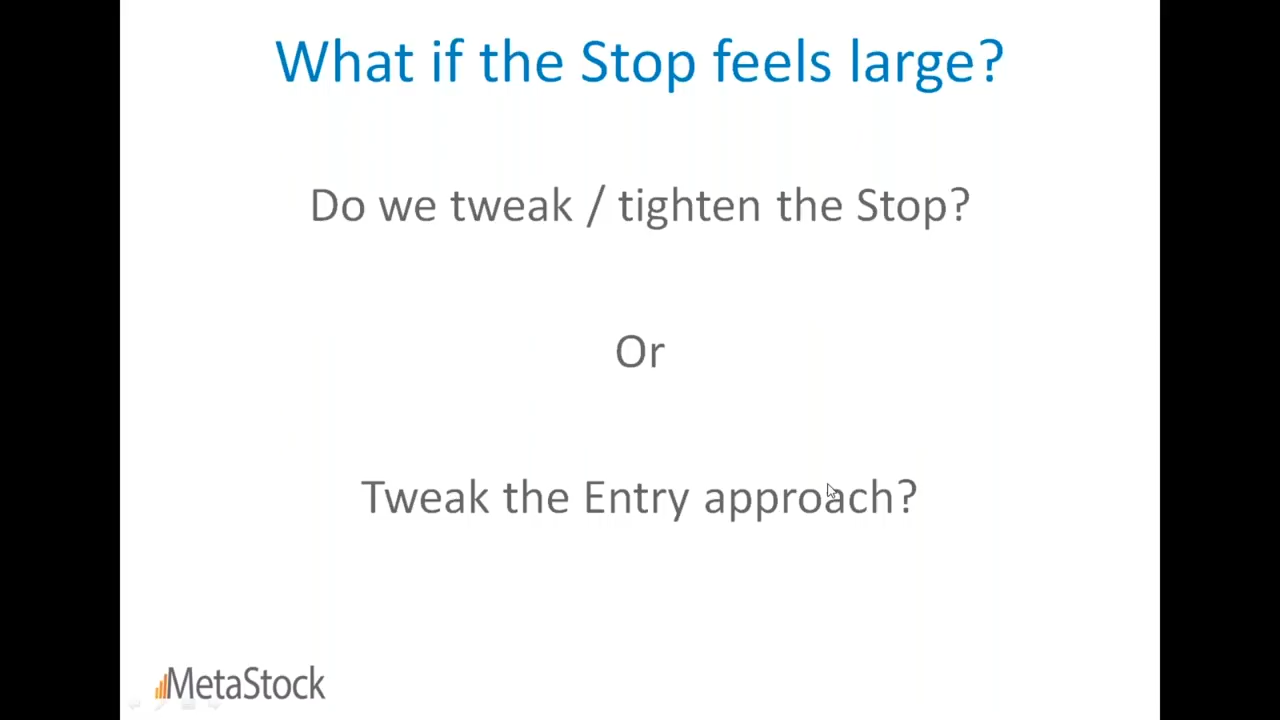 What if the Stop feels large?
Do we tweak / tighten the Stop?
Or
Tweak the Entry approach?
MetaStock